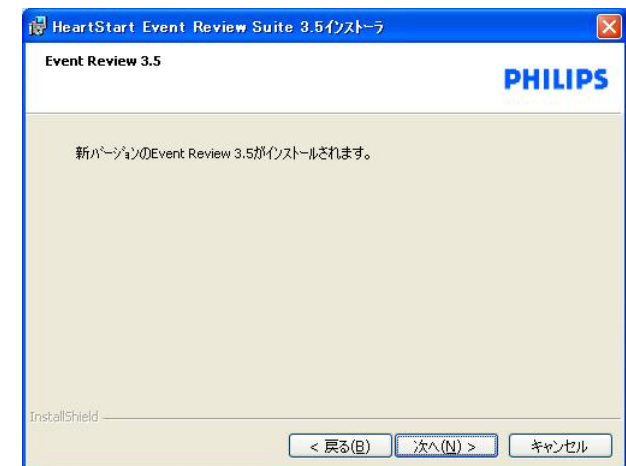 HeartStart Event Review Suite 3.5インストーラ
Event Review 3.5
PHILIPS
新バージョンのEvent Review 3.5がインストールされます。
InstallShield
< 戻る(B)
次へ(N) >
キャンセル